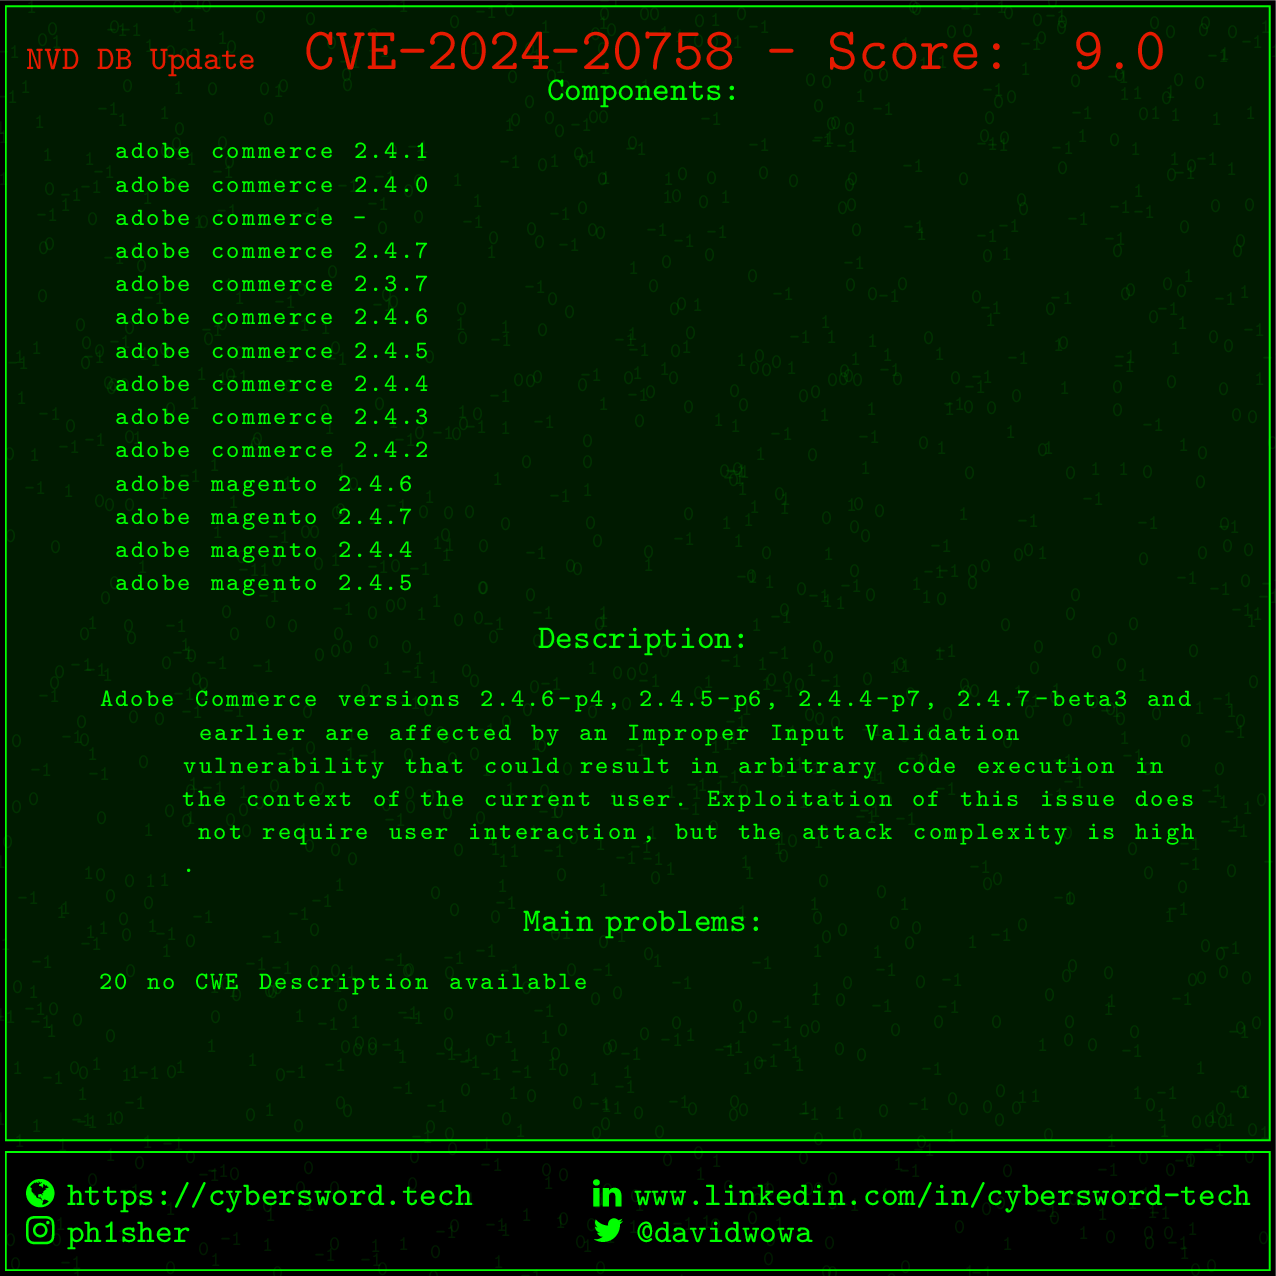 NVD DB Update CVE-2024-20758 - Score: 9.0
Components:
adobe commerce 2.4.1
adobe commerce 2.4.0
adobe commerce -
adobe commerce 2.4.7
adobe commerce 2.3.7
adobe commerce 2.4.6
adobe commerce 2.4.5
adobe commerce 2.4.4
adobe commerce 2.4.3
adobe commerce 2.4.2
adobe magento 2.4.6
adobe magento 2.4.7
adobe magento 2.4.4
adobe magento 2.4.5
Description:
Adobe Commerce versions 2.4.6-p4, 2.4.5-p6, 2.4.4-p7, 2.4.7-beta3 and
earlier are affected by an Improper Input Validation
vulnerability that could result in arbitrary code execution in
the context of the current user. Exploitation of this issue does
not require user interaction, but the attack complexity is high
.
Main problems:
20 no CWE Description available
https://cybersword.tech
www.linkedin.com/in/cybersword-tech
ph1sher
@davidwowa